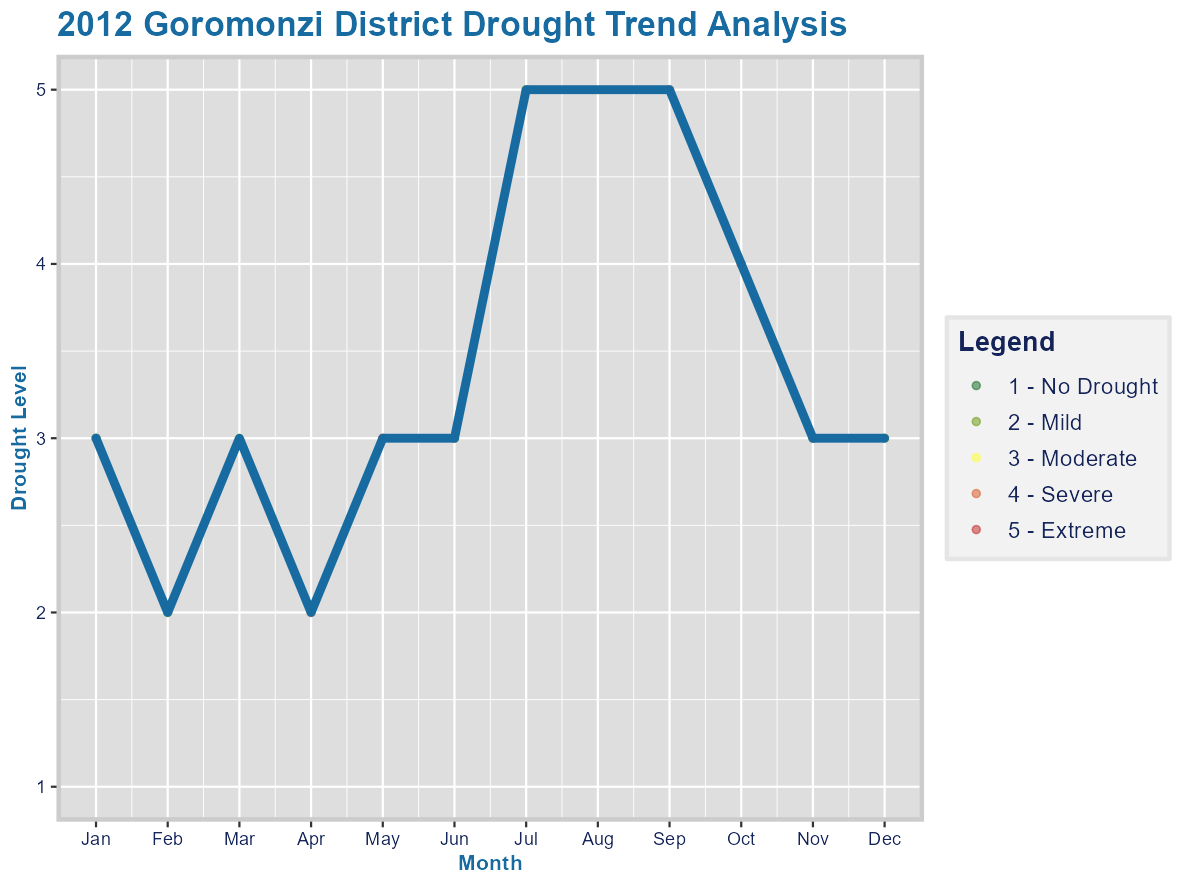 2012 Goromonzi District Drought Trend Analysis
Drought Level
5
4
3
2
1
Jan Feb Mar Apr May Jun Jul Aug Sep Oct Nov Dec
Month
Legend
1 - No Drought
2 - Mild
3 - Moderate
4 - Severe
5 - Extreme